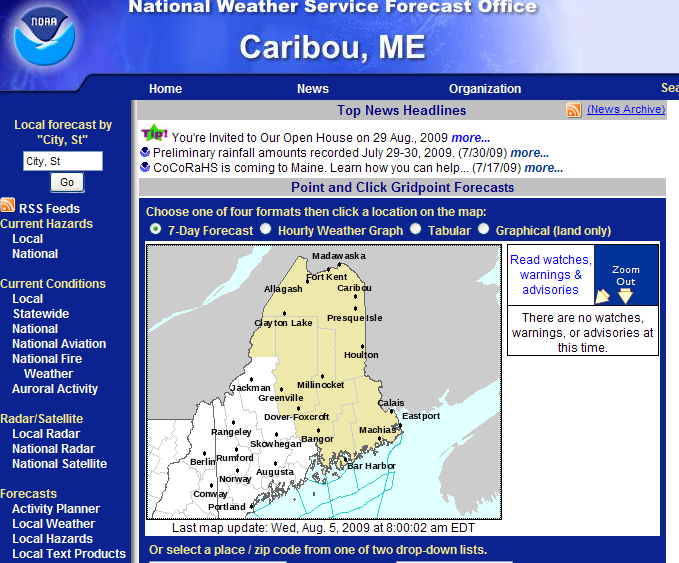 National Weather Service Forecast Office
NOAA
Caribou, ME
Home News Organization Sea
Local forecast by
"City, St"
City, St
Go
RSS Feeds
Current Hazards
Local
National
Current Conditions
Local
Statewide
National
National Aviation
National Fire
Weather
Auroral Activity
Radar/Satellite
Local Radar
National Radar
National Satellite
Forecasts
Activity Planner
Local Weather
Local Hazards
Local Text Products
Top News Headlines
(News Archive)
Tip! You're Invited to Our Open House on 29 Aug., 2009 more...
Preliminary rainfall amounts recorded July 29-30, 2009. (7/30/09) more...
CoCoRaHS is coming to Maine. Learn how you can help... (7/17/09) more...
Point and Click Gridpoint Forecasts
Choose one of four formats then click a location on the map:
7-Day Forecast Hourly Weather Graph Tabular Graphical (land only)
Madawaska
Fort Kent
Allagash
Caribou
Clayton Lake
Presque Isle
Houlton
Jackman
Millinocket
Greenville
Calais
Dover-Foxcroft
Eastport
Rangeley
Machias
Skowhegan
Bangor
Berlin
Rumford
Bar Harbor
Augusta
Norway
Conway
Portland
Read watches,
warnings &
advisories
Zoom
Out
There are no watches,
warnings, or advisories at
this time.
Last map update: Wed, Aug. 5, 2009 at 8:00:02 am EDT
Or select a place / zip code from one of two drop-down lists.